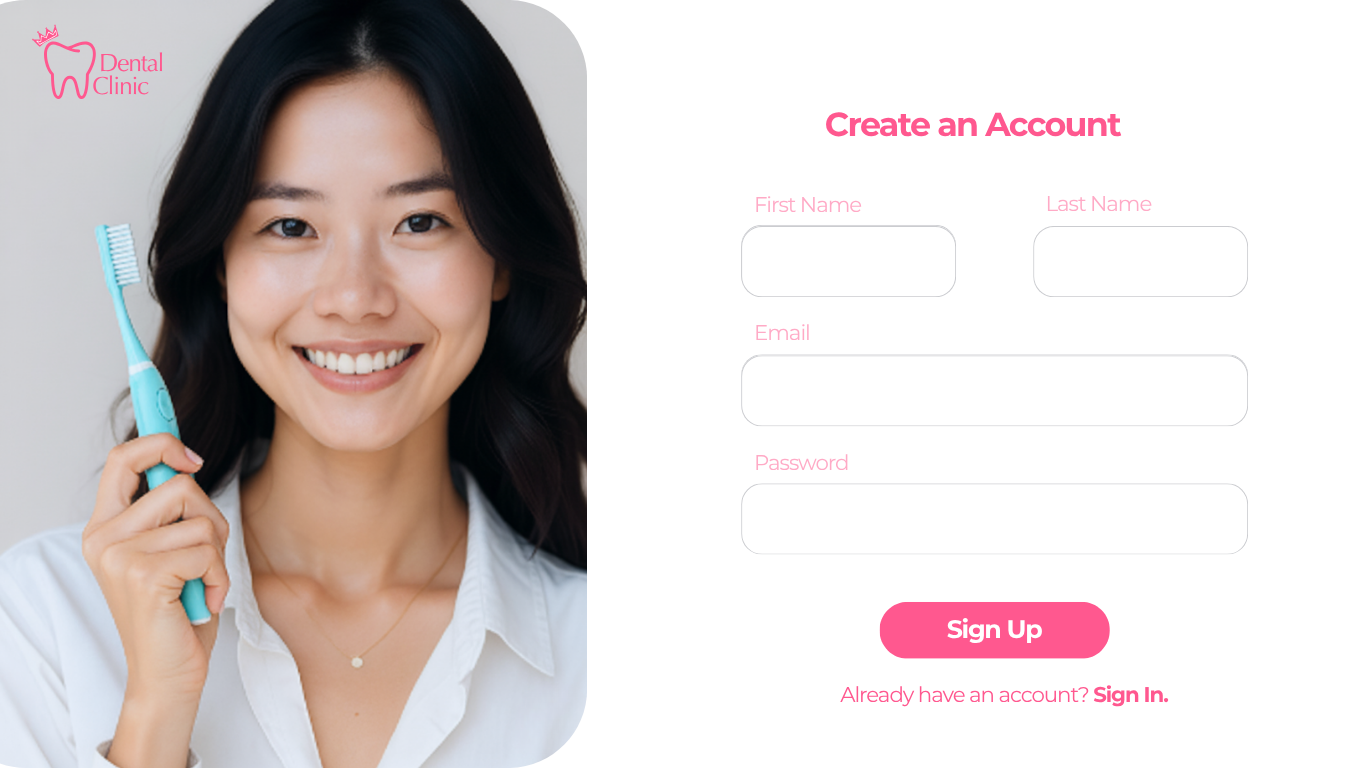 Dental
Clinic
Create an Account
First Name
Last Name
Email
Password
Sign Up
Already have an account? Sign In.